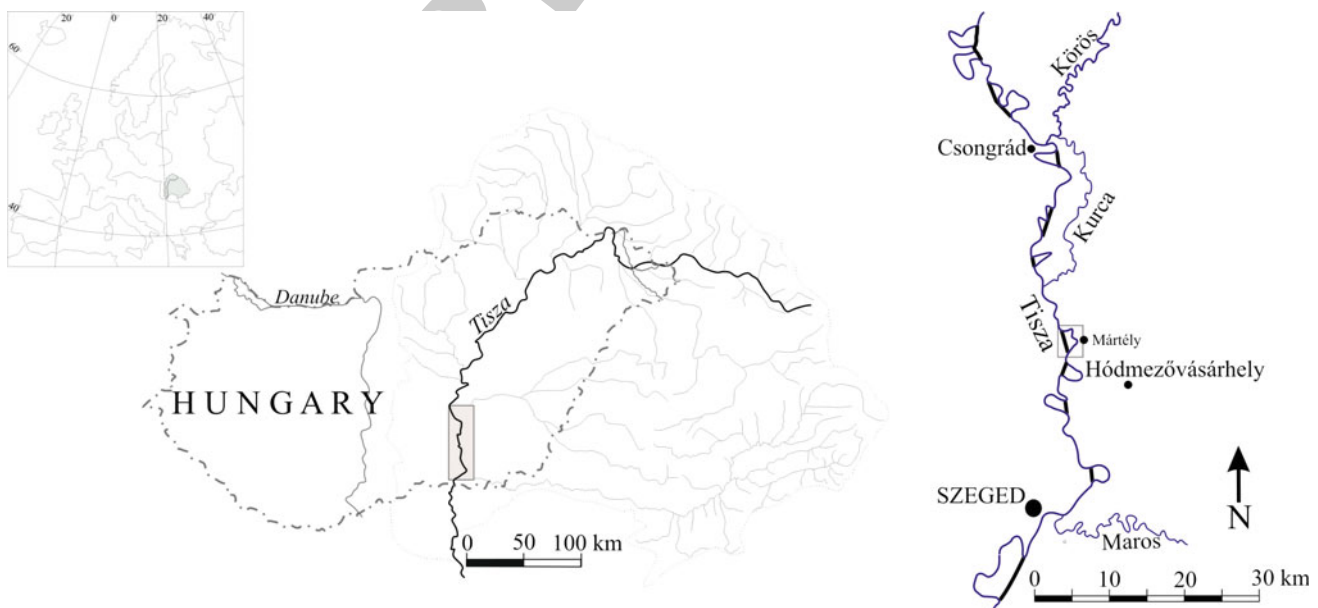 20
0
20
40
60
40
Danube
Tisza
HUNGARY
0 50 100 km
Körös
Csongrád
Kurca
Tisza
Mártély
Hódmezővásárhely
SZEGED
N
Maros
0 10 20 30 km